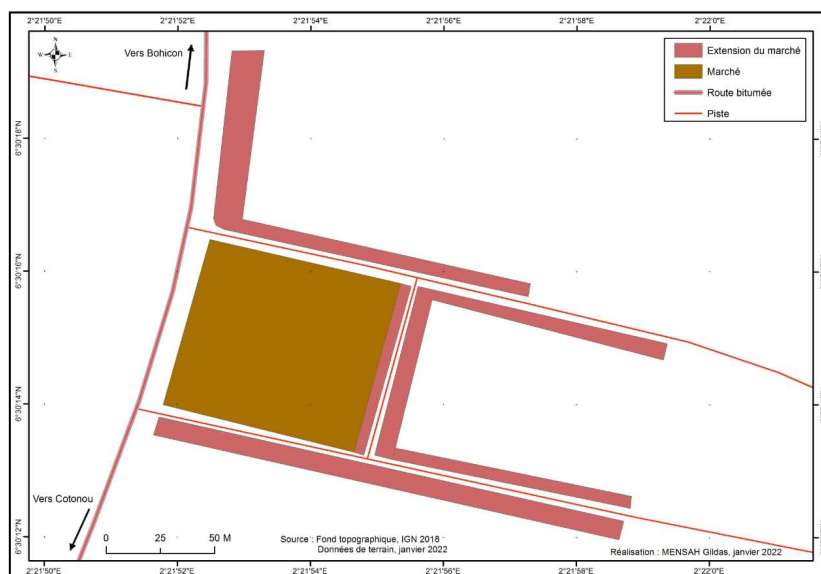 2°21'50"E 2°21'52"E 2°21'54"E 2°21'56"E 2°21'58"E 2°22'0"E
N
W E
S
Vers Bohicon
Extension du marché
Marché
Route bitumée
Piste
6°30'18"N
6°30'16"N
6°30'14"N
6°30'12"N
Vers Cotonou
0 25 50 M
Source : Fond topographique, IGN 2018
Données de terrain, janvier 2022
Réalisation : MENSAH Gildas, janvier 2022
2°21'50"E 2°21'52"E 2°21'54"E 2°21'56"E 2°21'58"E 2°22'0"E